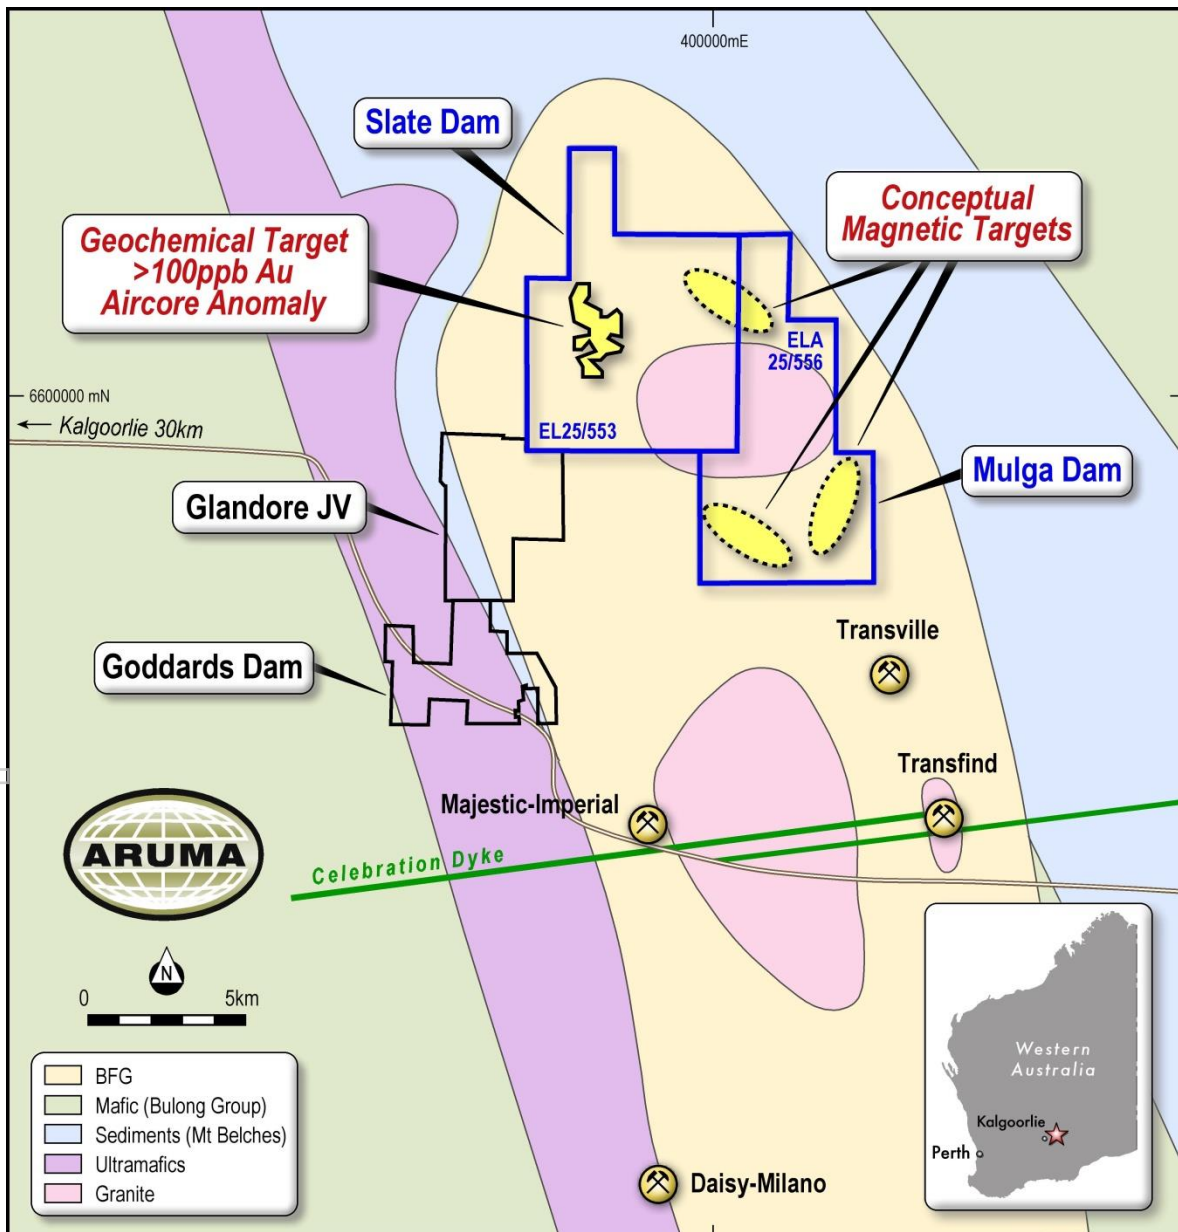 400000mE
Slate Dam
Conceptual
Magnetic Targets
Geochemical Target
>100ppb Au
Aircore Anomaly
ELA
25/556
6600000 mN
← Kalgoorlie 30km
EL25/553
Mulga Dam
Glandore JV
Transville
Goddards Dam
Transfind
Majestic-Imperial
ARUMA
Celebration Dyke
N
0 5km
BFG
Mafic (Bulong Group)
Sediments (Mt Belches)
Ultramafics
Granite
Western
Australia
Kalgoorlie
Perth
Daisy-Milano